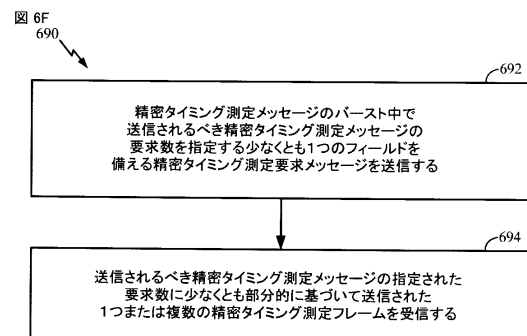 図 6F
690
692
精密タイミング測定メッセージのバースト中で
送信されるべき精密タイミング測定メッセージの
要求数を指定する少なくとも1つのフィールドを
備える精密タイミング測定要求メッセージを送信する
694
送信されるべき精密タイミング測定メッセージの指定された
要求数に少なくとも部分的に基づいて送信された
1つまたは複数の精密タイミング測定フレームを受信する